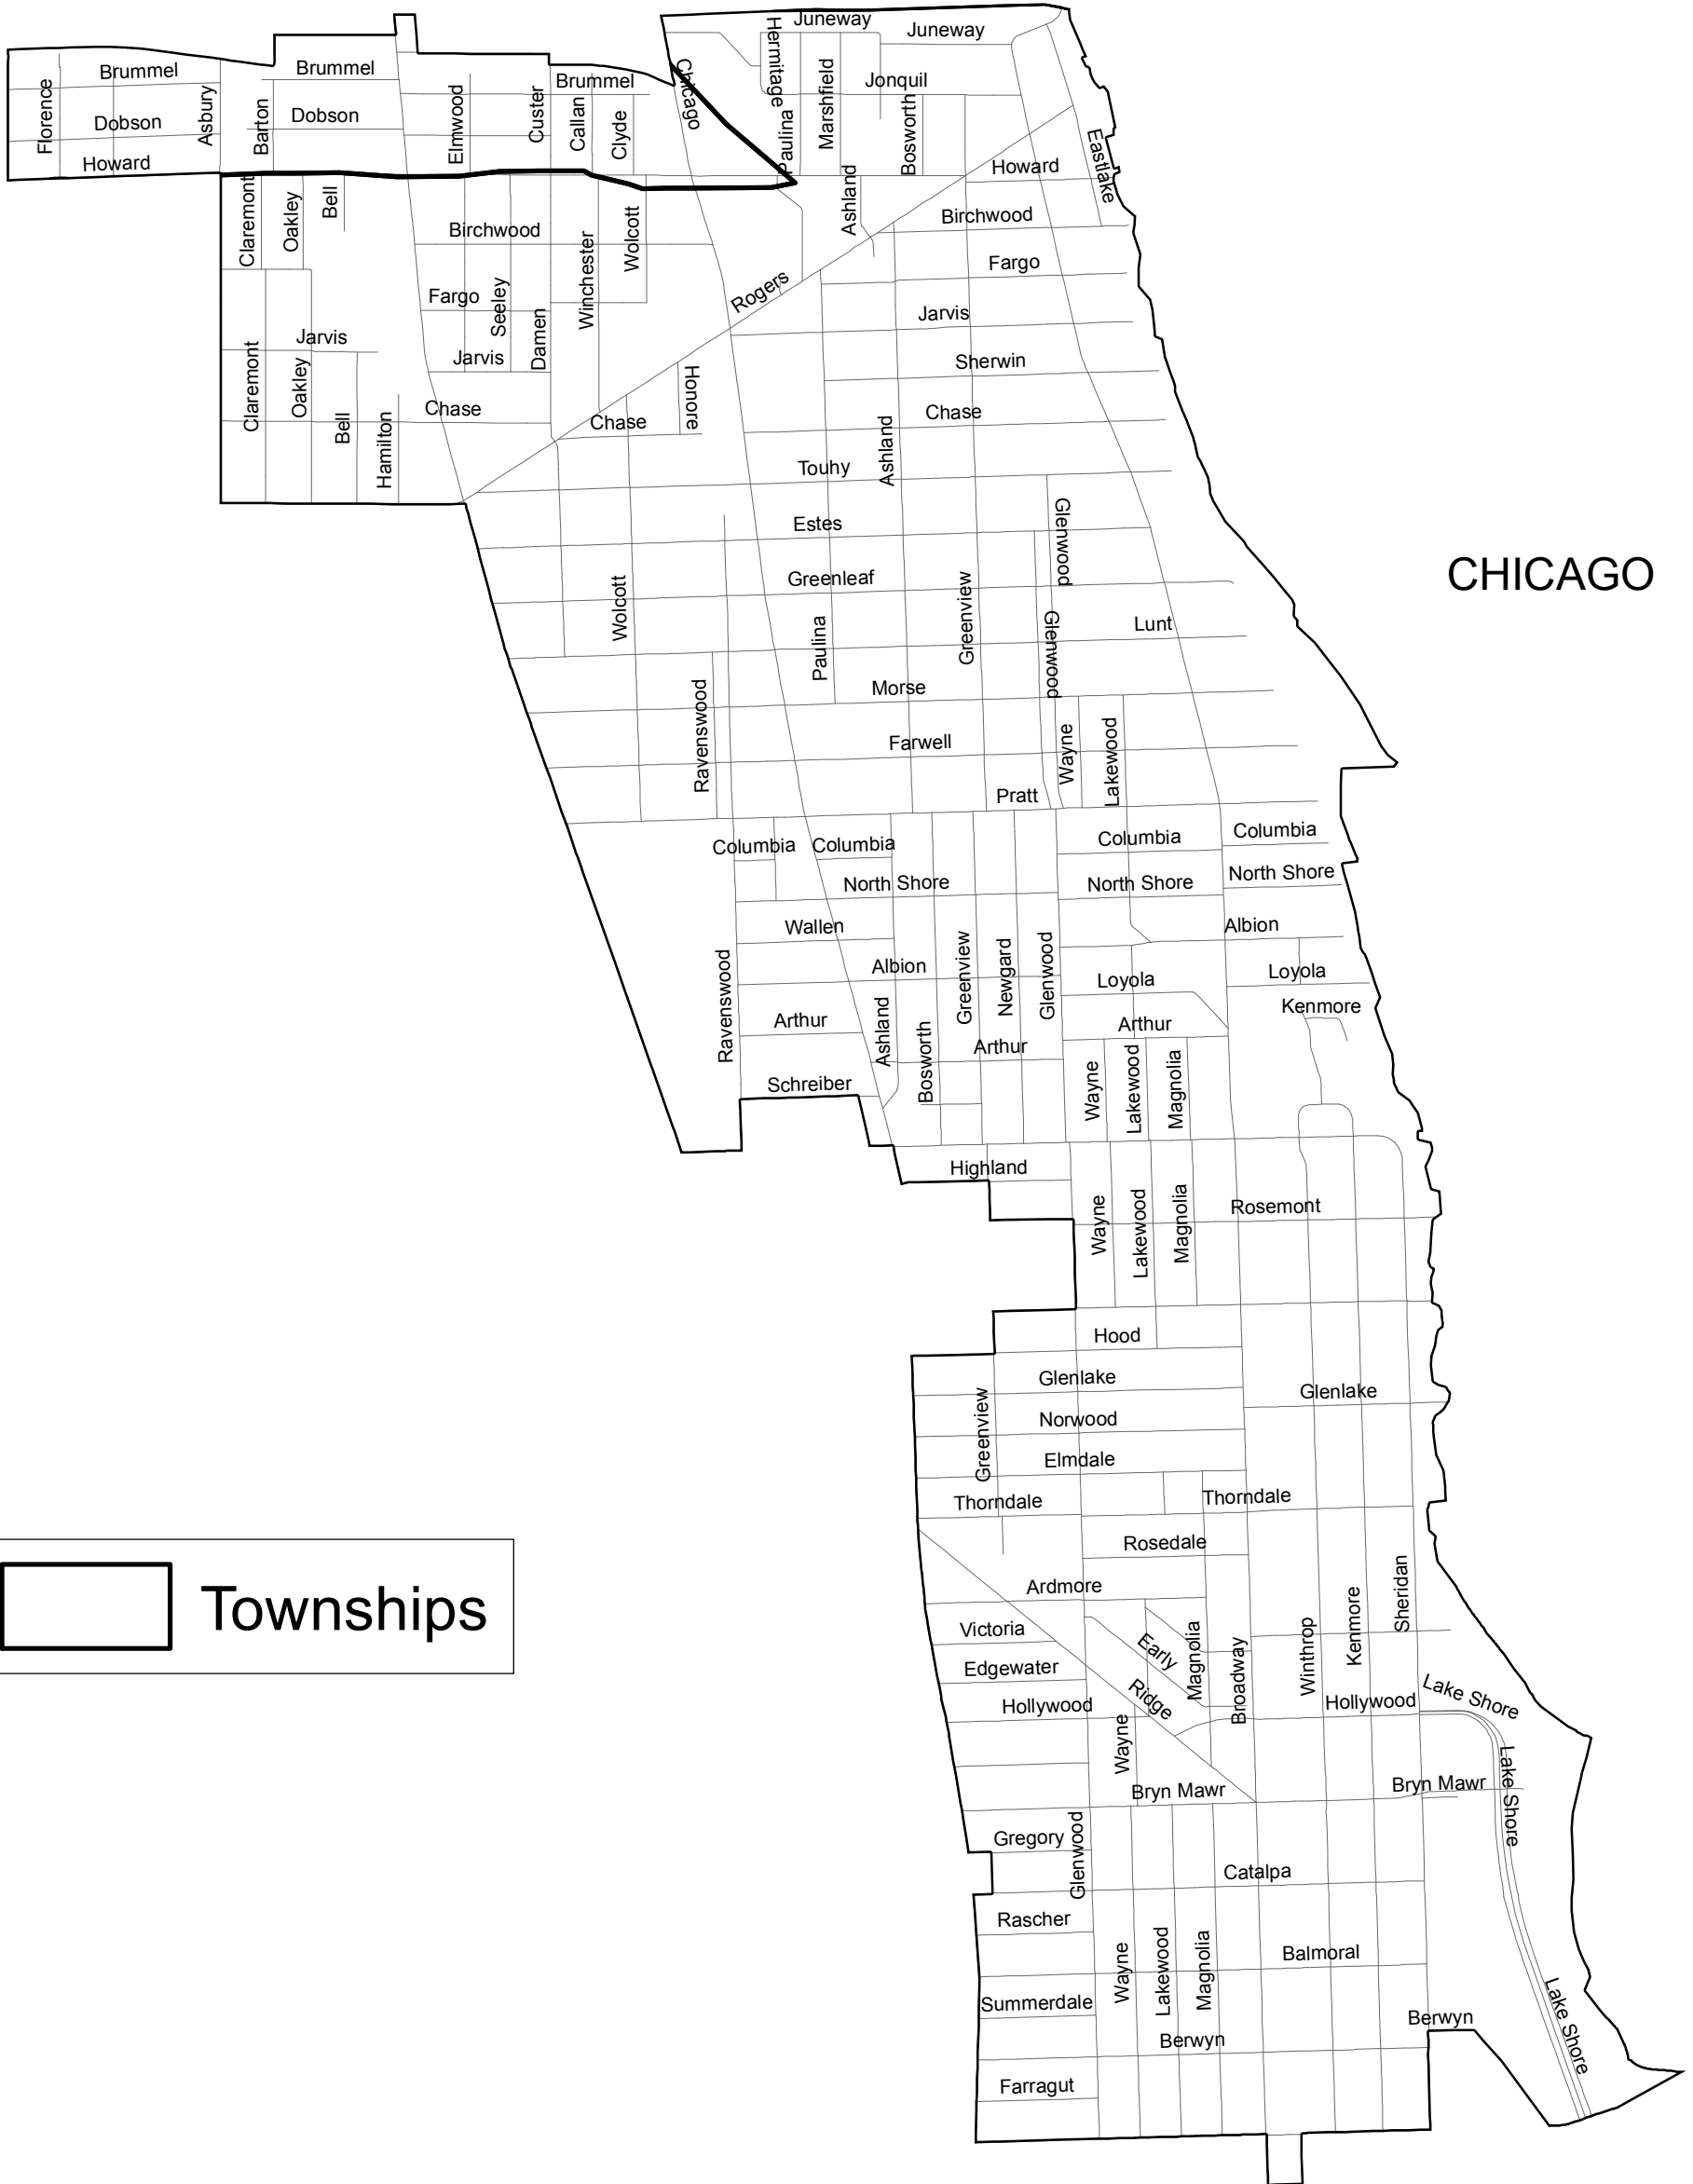 Juneway
Juneway
Hermitage
Brummel
Brummel
Brummel
Chicago
Marshfield
Jonquil
Florence
Dobson
Asbury
Barton
Dobson
Elmwood
Custer
Callan
Clyde
Paulina
Bosworth
Howard
Howard
Eastlake
Claremont
Oakley
Bell
Ashland
Birchwood
Birchwood
Wolcott
Winchester
Fargo
Fargo
Seeley
Rogers
Jarvis
Jarvis
Jarvis
Damen
Sherwin
Claremont
Oakley
Honore
Bell
Hamilton
Chase
Chase
Chase
Ashland
Touhy
Estes
Glenwood
CHICAGO
Greenleaf
Wolcott
Greenview
Paulina
Glenwood
Lunt
Morse
Ravenswood
Farwell
Wayne
Lakewood
Pratt
Columbia
Columbia
Columbia
Columbia
North Shore
North Shore
North Shore
Wallen
Albion
Albion
Greenview
Newgard
Glenwood
Loyola
Loyola
Ravenswood
Arthur
Ashland
Bosworth
Arthur
Arthur
Kenmore
Schreiber
Wayne
Lakewood
Magnolia
Highland
Wayne
Lakewood
Magnolia
Rosemont
Hood
Glenlake
Glenlake
Greenview
Norwood
Elmdale
Thorndale
Thorndale
Rosedale
Ardmore
Townships
Victoria
Early
Magnolia
Broadway
Winthrop
Kenmore
Sheridan
Edgewater
Ridge
Hollywood
Hollywood
Lake Shore
Wayne
Lake Shore
Bryn Mawr
Bryn Mawr
Gregory
Glenwood
Catalpa
Rascher
Wayne
Lakewood
Magnolia
Balmoral
Summerdale
Berwyn
Berwyn
Lake Shore
Farragut